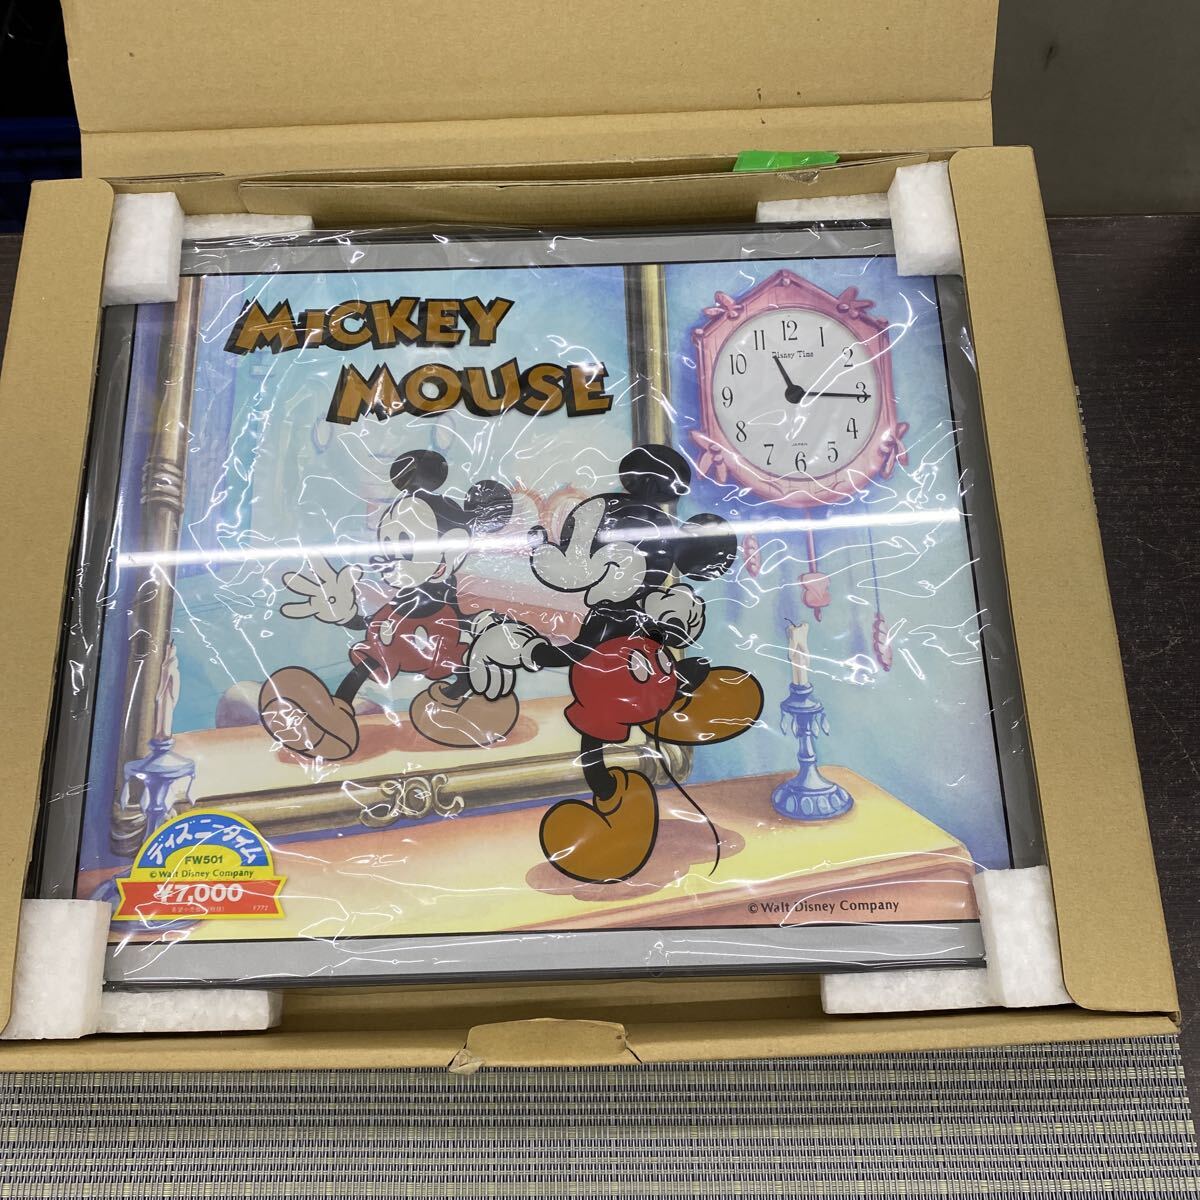 MICKEY
MOUSE
11 12 1
10 2
Disney Time
9 3
8 4
JAPAN
7 6 5
ディズニータイム
FW501
© Walt Disney Company
¥7,000
F772
© Walt Disney Company